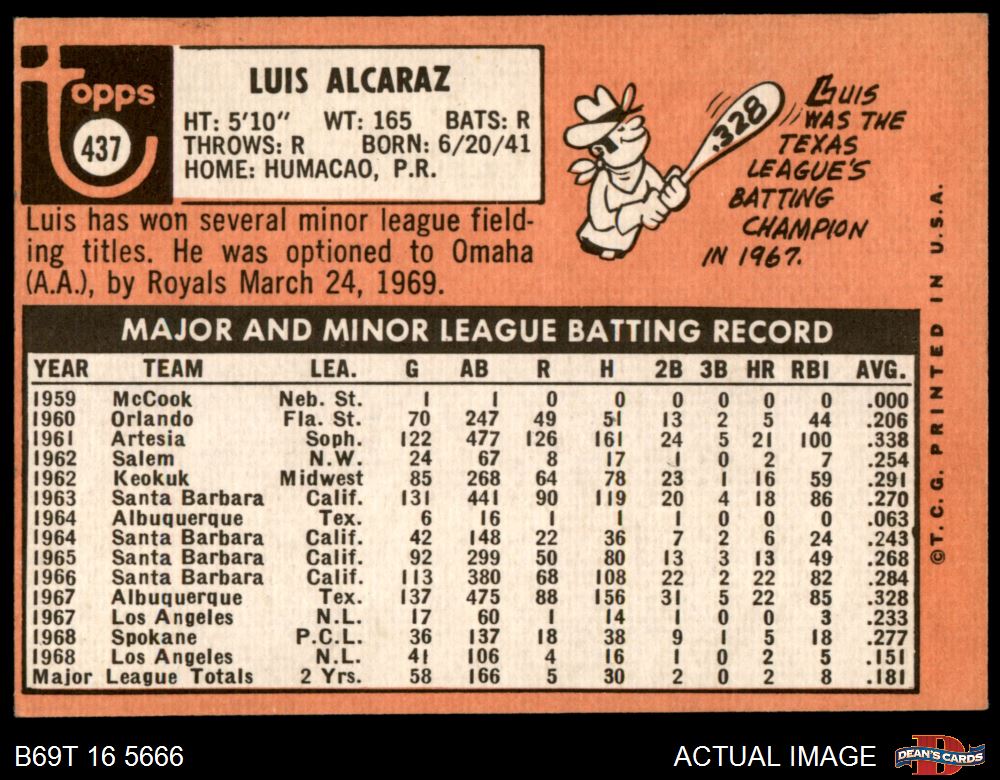 topps
437
LUIS ALCARAZ
HT: 5'10" WT: 165 BATS: R
THROWS: R BORN: 6/20/41
HOME: HUMACAO, P.R.
Luis has won several minor league field-
ing titles. He was optioned to Omaha
(A.A.), by Royals March 24, 1969.
.328
LUIS
WAS THE
TEXAS
LEAGUE'S
BATTING
CHAMPION
IN 1967.
MAJOR AND MINOR LEAGUE BATTING RECORD
YEAR TEAM LEA. G AB R H 2B 3B HR RBI AVG.
1959 McCook Neb. St. 1 1 0 0 0 0 0 0 .000
1960 Orlando Fla. St. 70 247 49 51 13 2 5 44 .206
1961 Artesia Soph. 122 477 126 161 24 5 21 100 .338
1962 Salem N.W. 24 67 8 17 1 0 2 7 .254
1962 Keokuk Midwest 85 268 64 78 23 1 16 59 .291
1963 Santa Barbara Calif. 131 441 90 119 20 4 18 86 .270
1964 Albuquerque Tex. 6 16 1 1 1 0 0 0 .063
1964 Santa Barbara Calif. 42 148 22 36 7 2 6 24 .243
1965 Santa Barbara Calif. 92 299 50 80 13 3 13 49 .268
1966 Santa Barbara Calif. 113 380 68 108 22 2 22 82 .284
1967 Albuquerque Tex. 137 475 88 156 31 5 22 85 .328
1967 Los Angeles N.L. 17 60 1 14 1 0 0 3 .233
1968 Spokane P.C.L. 36 137 18 38 9 1 5 18 .277
1968 Los Angeles N.L. 41 106 4 16 1 0 2 5 .151
Major League Totals 2 Yrs. 58 166 5 30 2 0 2 8 .181
©T.C.G. PRINTED IN U.S.A.
B69T 16 5666
ACTUAL IMAGE
DEAN'S CARDS